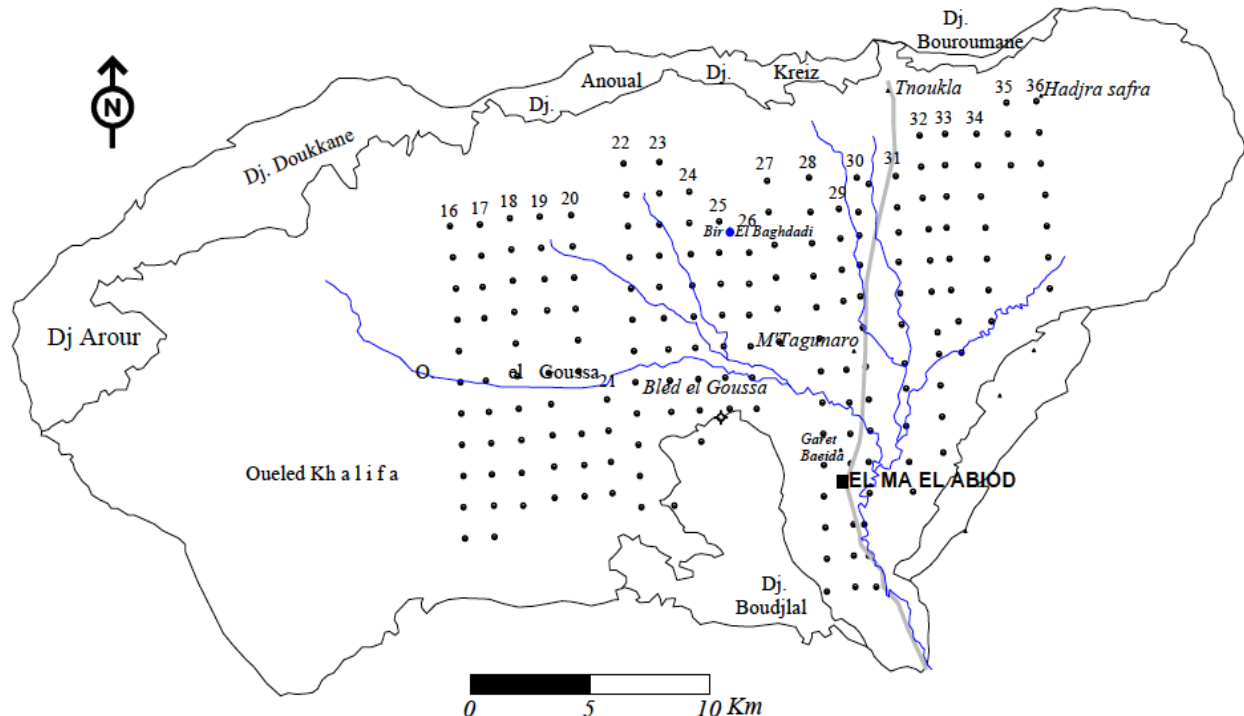 Dj.
Bouroumane
Anoual
Dj.
Kreiz
Dj.
Tnoukla
35
36
Hadjra safra
N
Dj. Doukkane
32
33
34
22
23
24
27
28
30
31
16
17
18
19
20
25
26
29
Bir El Baghdadi
Dj Arour
M'Tagunaro
O. el Goussa
21
Bled el Goussa
Garet
Baeida
Oueled Khalifa
EL MA EL ABIOD
Dj.
Boudjlal
0 5 10 Km